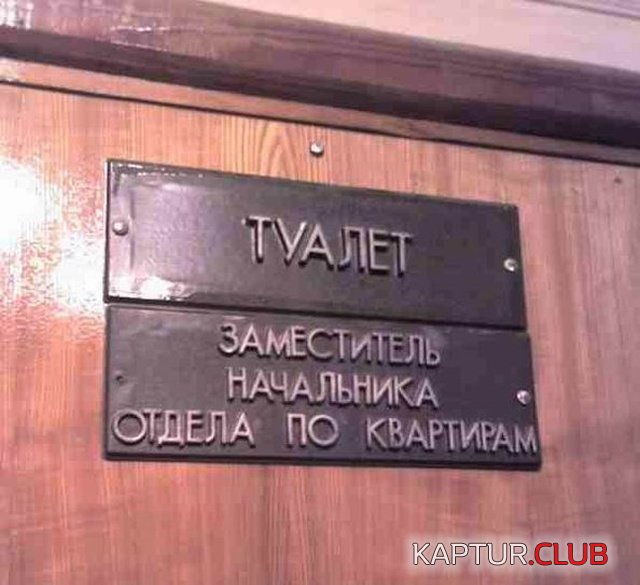 ТУАЛЕТ
ЗАМЕСТИТЕЛЬ
НАЧАЛЬНИКА
ОТДЕЛА ПО КВАРТИРАМ
KAPTUR.CLUB